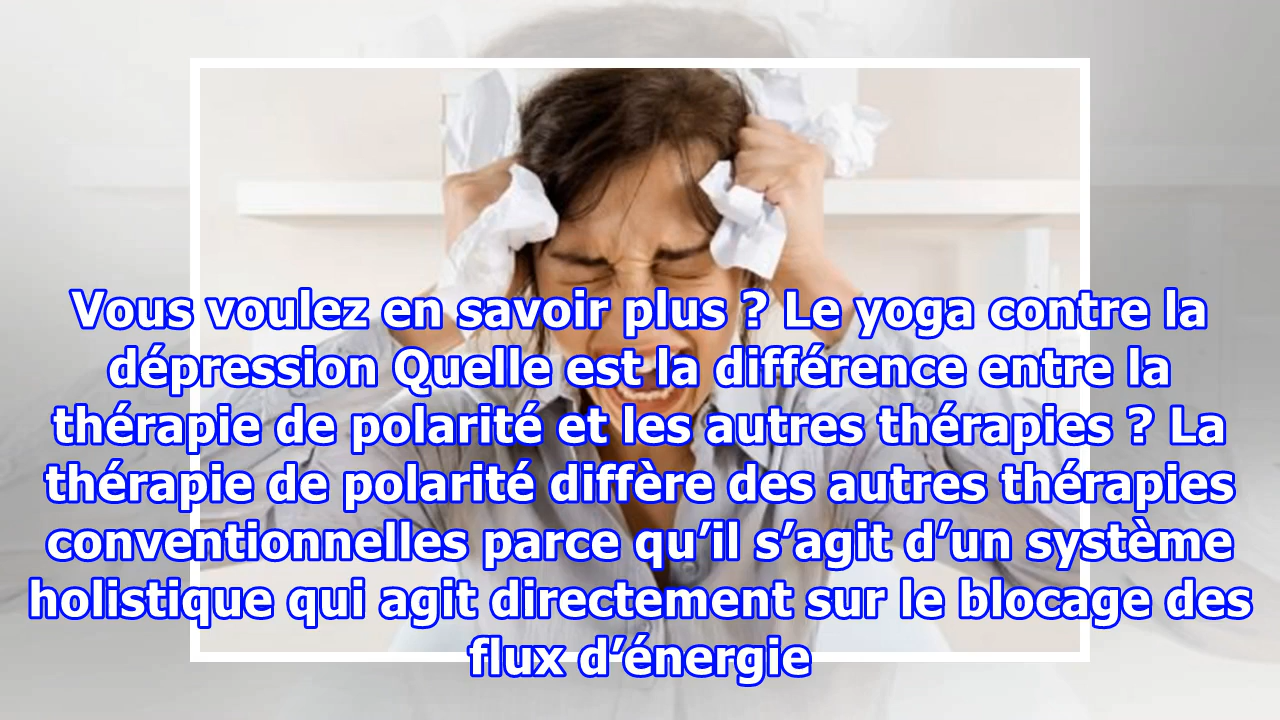 Vous voulez en savoir plus ? Le yoga contre la
dépression Quelle est la différence entre la
thérapie de polarité et les autres thérapies ? La
thérapie de polarité diffère des autres thérapies
conventionnelles parce qu’il s’agit d’un système
holistique qui agit directement sur le blocage des
flux d’énergie